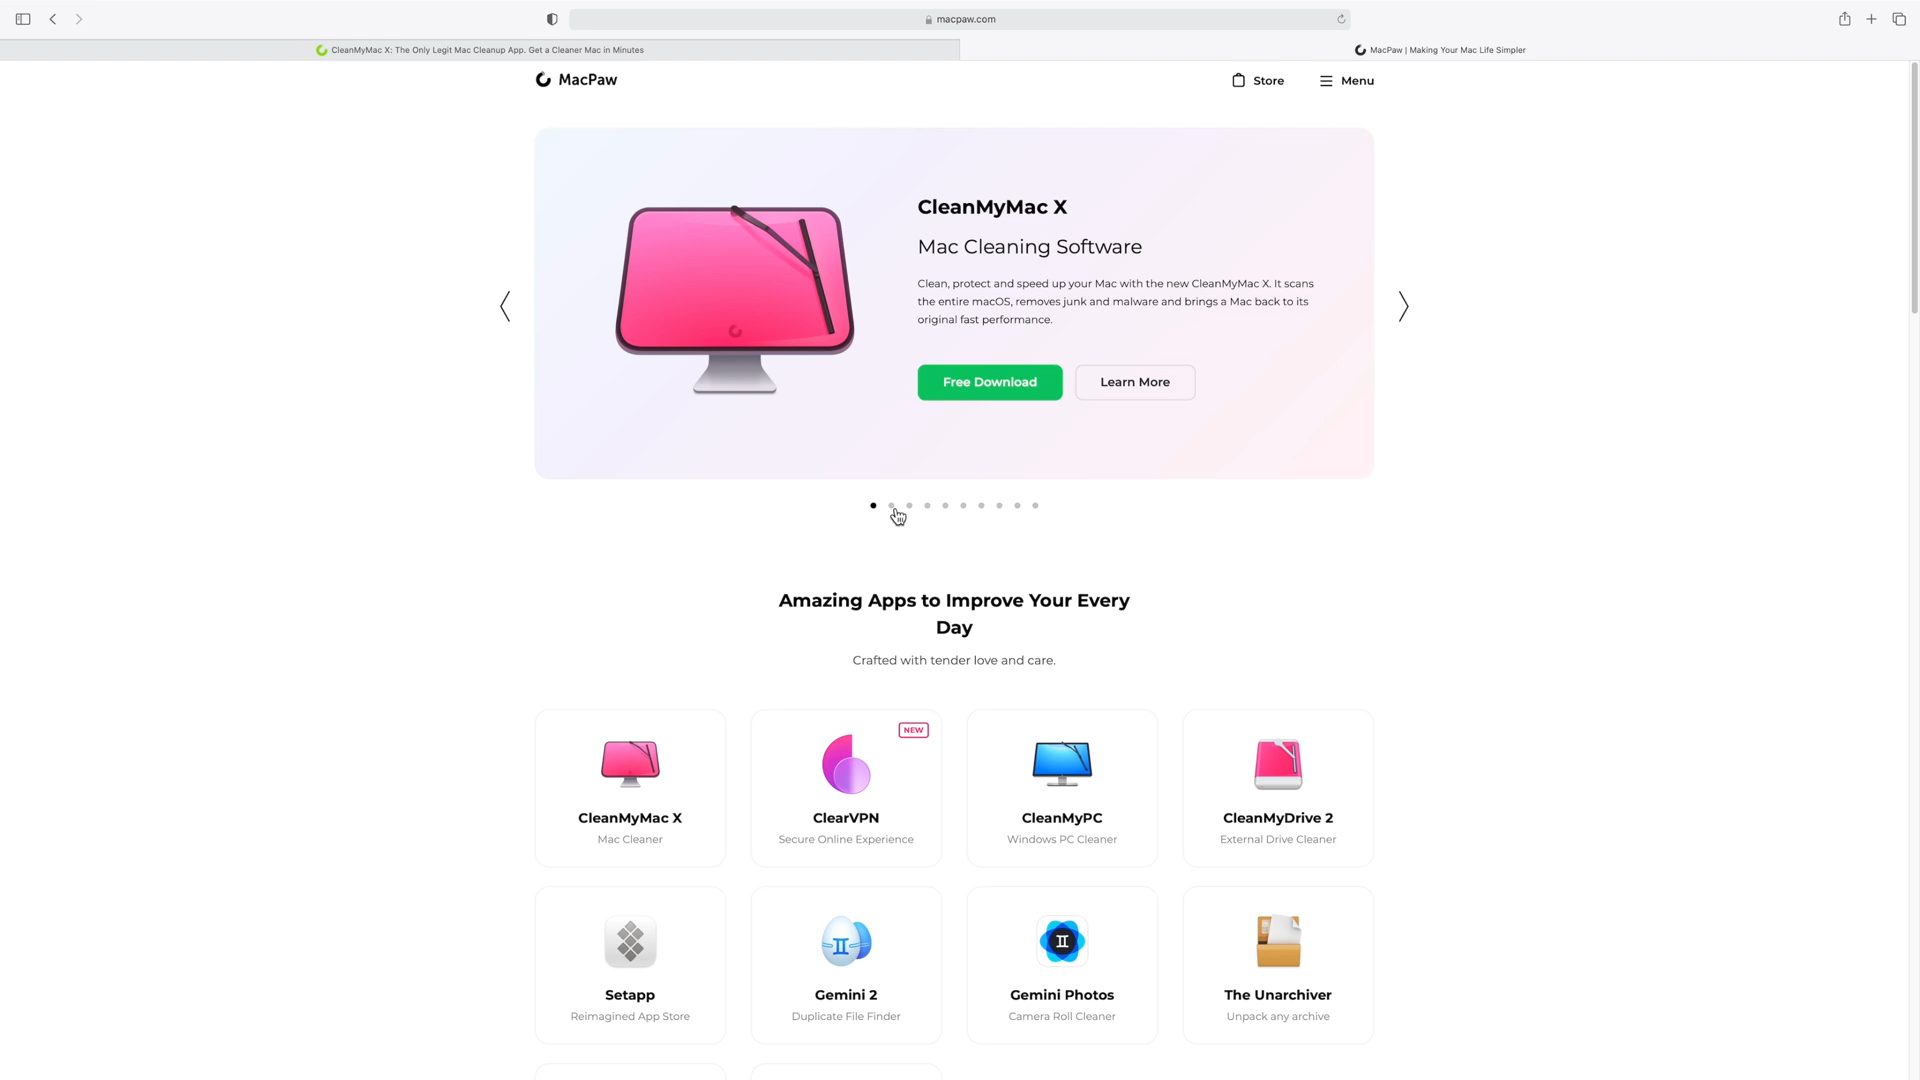 macpaw.com
CleanMyMac X: The Only Legit Mac Cleanup App. Get a Cleaner Mac in Minutes
MacPaw | Making Your Mac Life Simpler
MacPaw
Store
Menu
CleanMyMac X
Mac Cleaning Software
Clean, protect and speed up your Mac with the new CleanMyMac X. It scans
the entire macOS, removes junk and malware and brings a Mac back to its
original fast performance.
Free Download
Learn More
Amazing Apps to Improve Your Every
Day
Crafted with tender love and care.
CleanMyMac X
Mac Cleaner
NEW
ClearVPN
Secure Online Experience
CleanMyPC
Windows PC Cleaner
CleanMyDrive 2
External Drive Cleaner
Setapp
Reimagined App Store
Gemini 2
Duplicate File Finder
Gemini Photos
Camera Roll Cleaner
The Unarchiver
Unpack any archive